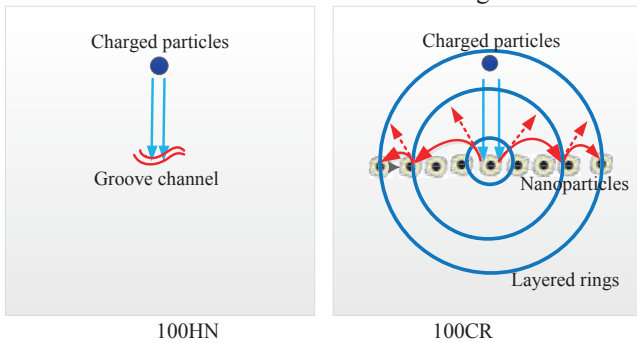 Charged particles
Groove channel
100HN
Charged particles
Nanoparticles
Layered rings
100CR